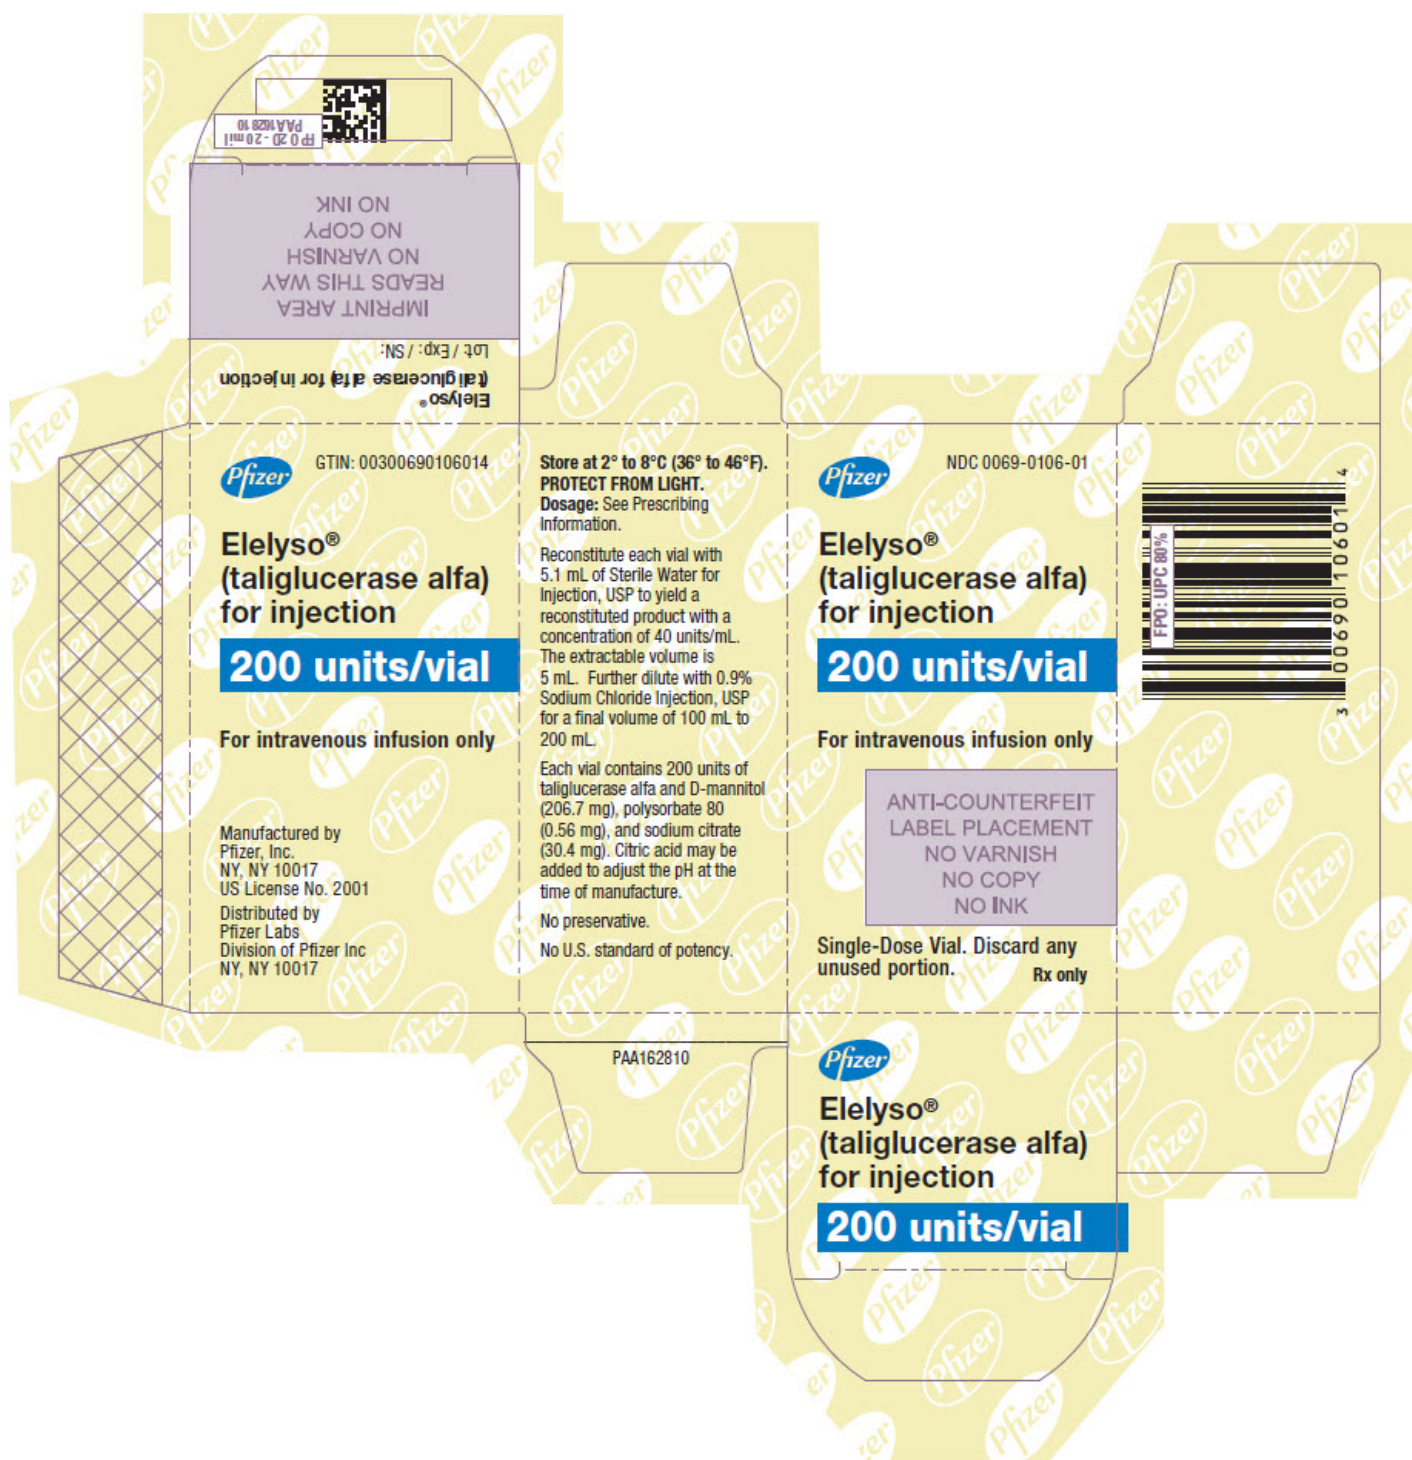 FPO 2D - 20 mil
PAA162810
IMPRINT AREA
READS THIS WAY
NO VARNISH
NO COPY
NO INK
Elelyso®
(taliglucerase alfa) for injection
Lot: / Exp: / SN:
Pfizer
GTIN: 00300690106014
Elelyso®
(taliglucerase alfa)
for injection
200 units/vial
For intravenous infusion only
Manufactured by
Pfizer, Inc.
NY, NY 10017
US License No. 2001
Distributed by
Pfizer Labs
Division of Pfizer Inc
NY, NY 10017
Store at 2° to 8°C (36° to 46°F).
PROTECT FROM LIGHT.
Dosage: See Prescribing
Information.
Reconstitute each vial with
5.1 mL of Sterile Water for
Injection, USP to yield a
reconstituted product with a
concentration of 40 units/mL.
The extractable volume is
5 mL. Further dilute with 0.9%
Sodium Chloride Injection, USP
for a final volume of 100 mL to
200 mL.
Each vial contains 200 units of
taliglucerase alfa and D-mannitol
(206.7 mg), polysorbate 80
(0.56 mg), and sodium citrate
(30.4 mg). Citric acid may be
added to adjust the pH at the
time of manufacture.
No preservative.
No U.S. standard of potency.
PAA162810
Pfizer
NDC 0069-0106-01
Elelyso®
(taliglucerase alfa)
for injection
200 units/vial
For intravenous infusion only
ANTI-COUNTERFEIT
LABEL PLACEMENT
NO VARNISH
NO COPY
NO INK
Single-Dose Vial. Discard any
unused portion.
Rx only
FPO: UPC 80%
3 00690 10601 4
Pfizer
Elelyso®
(taliglucerase alfa)
for injection
200 units/vial